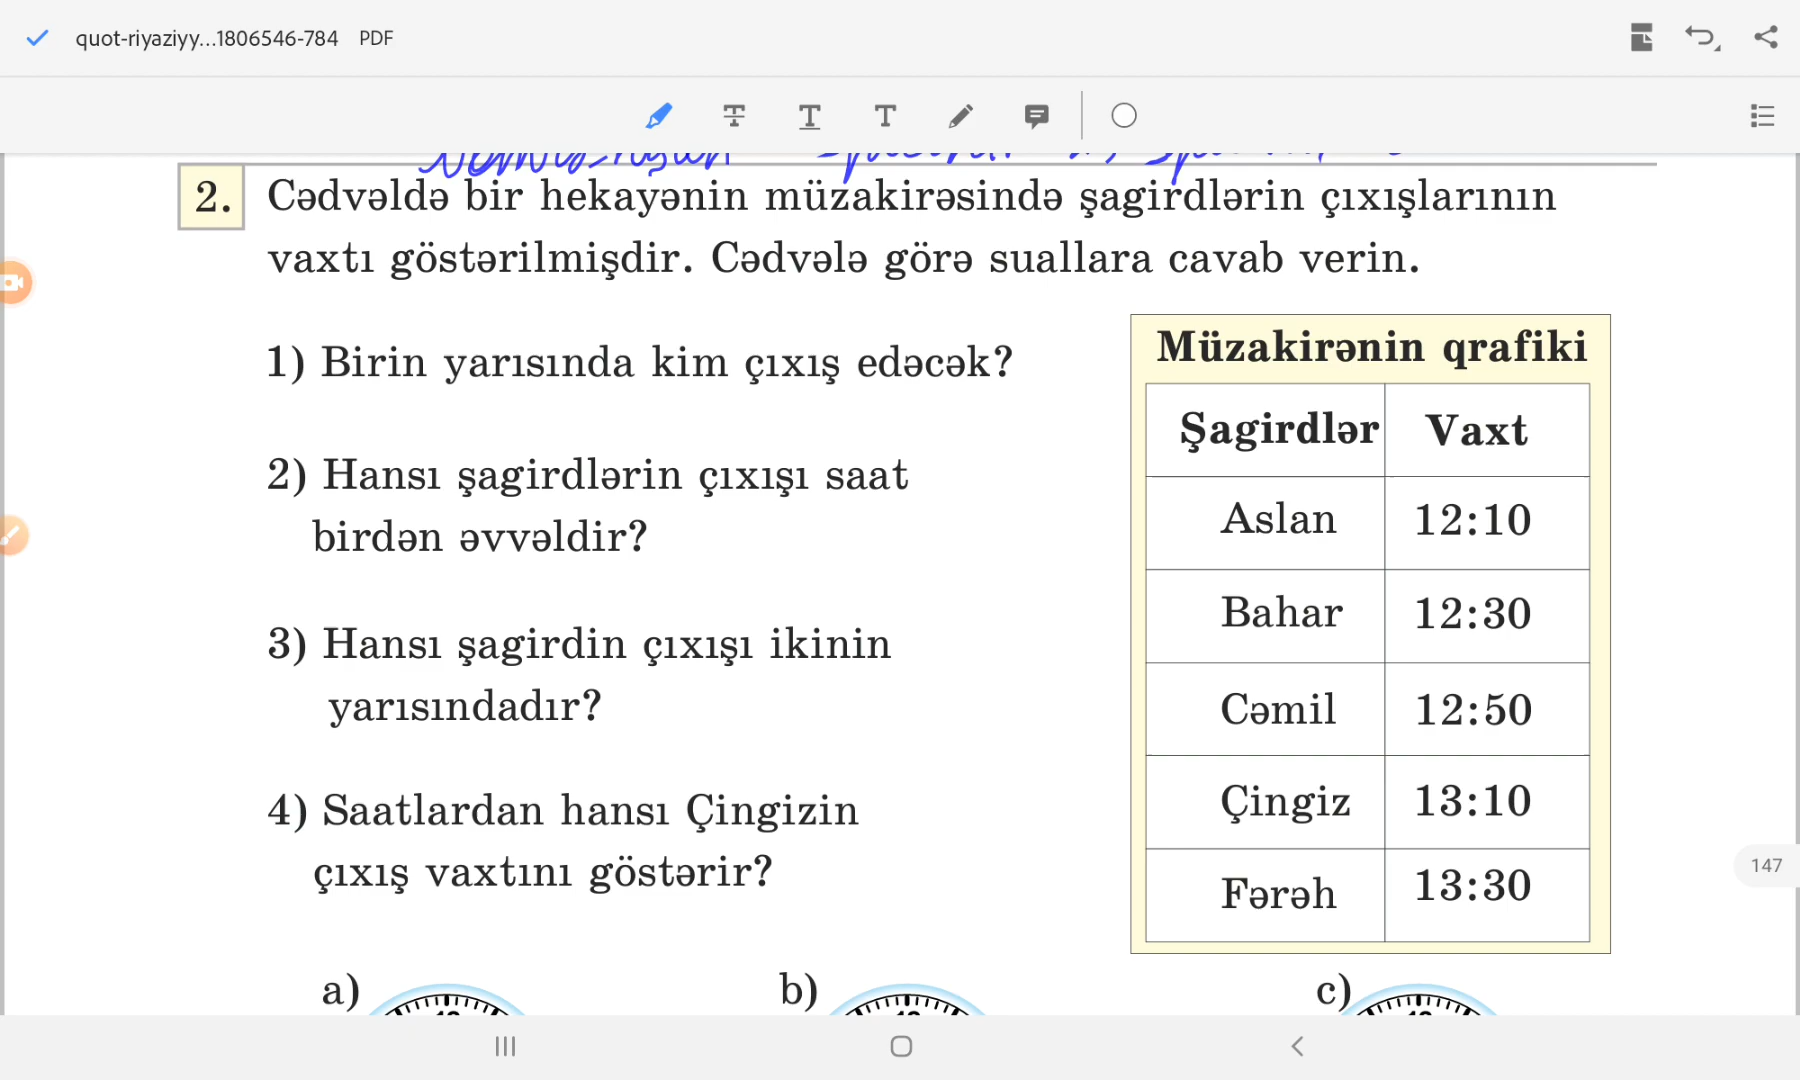 quot-riyaziyy...1806546-784 PDF
2. Cədvəldə bir hekayənin müzakirəsində şagirdlərin çıxışlarının
vaxtı göstərilmişdir. Cədvələ görə suallara cavab verin.
1) Birin yarısında kim çıxış edəcək?
2) Hansı şagirdlərin çıxışı saat
birdən əvvəldir?
3) Hansı şagirdin çıxışı ikinin
yarısındadır?
4) Saatlardan hansı Çingizin
çıxış vaxtını göstərir?
Müzakirənin qrafiki
Şagirdlər Vaxt
Aslan 12:10
Bahar 12:30
Cəmil 12:50
Çingiz 13:10
Fərəh 13:30
147
a) b) c)